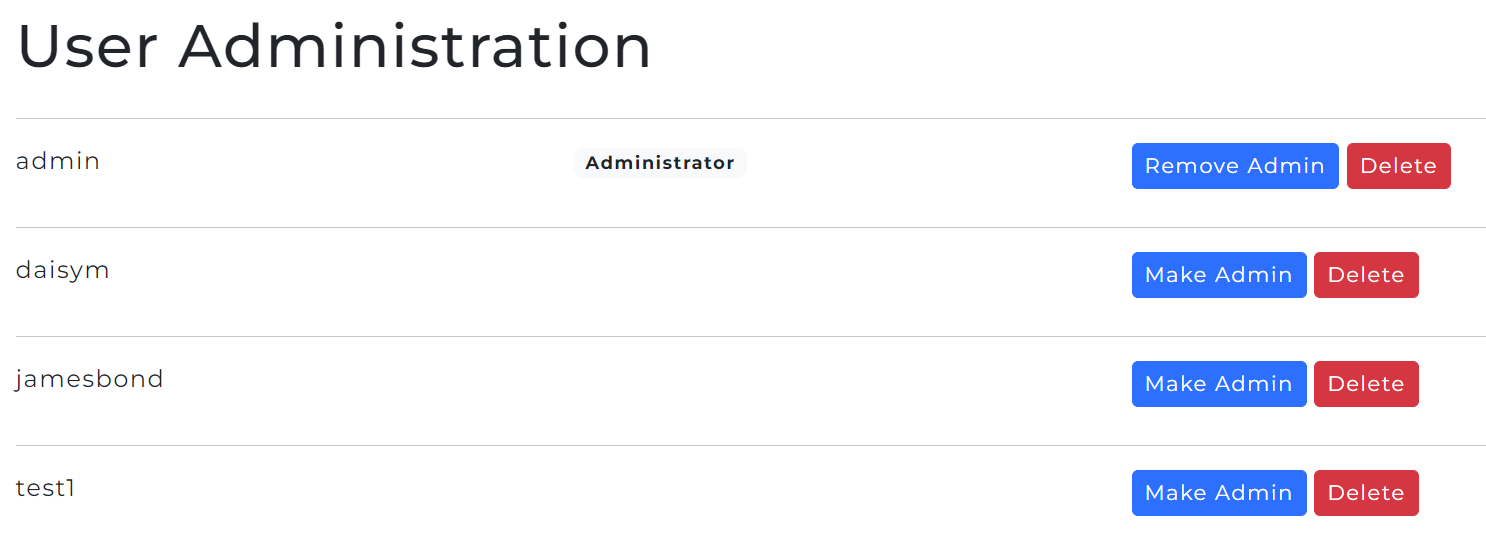 User Administration
admin Administrator Remove Admin Delete
daisym Make Admin Delete
jamesbond Make Admin Delete
test1 Make Admin Delete